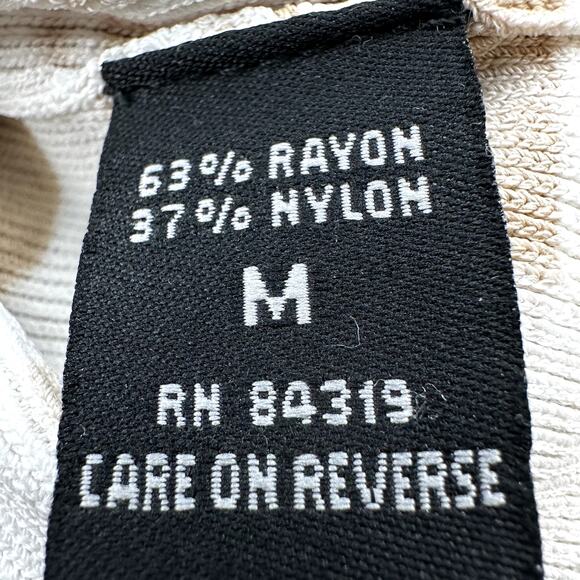 63% RAYON
37% NYLON
M
RN 84319
CARE ON REVERSE